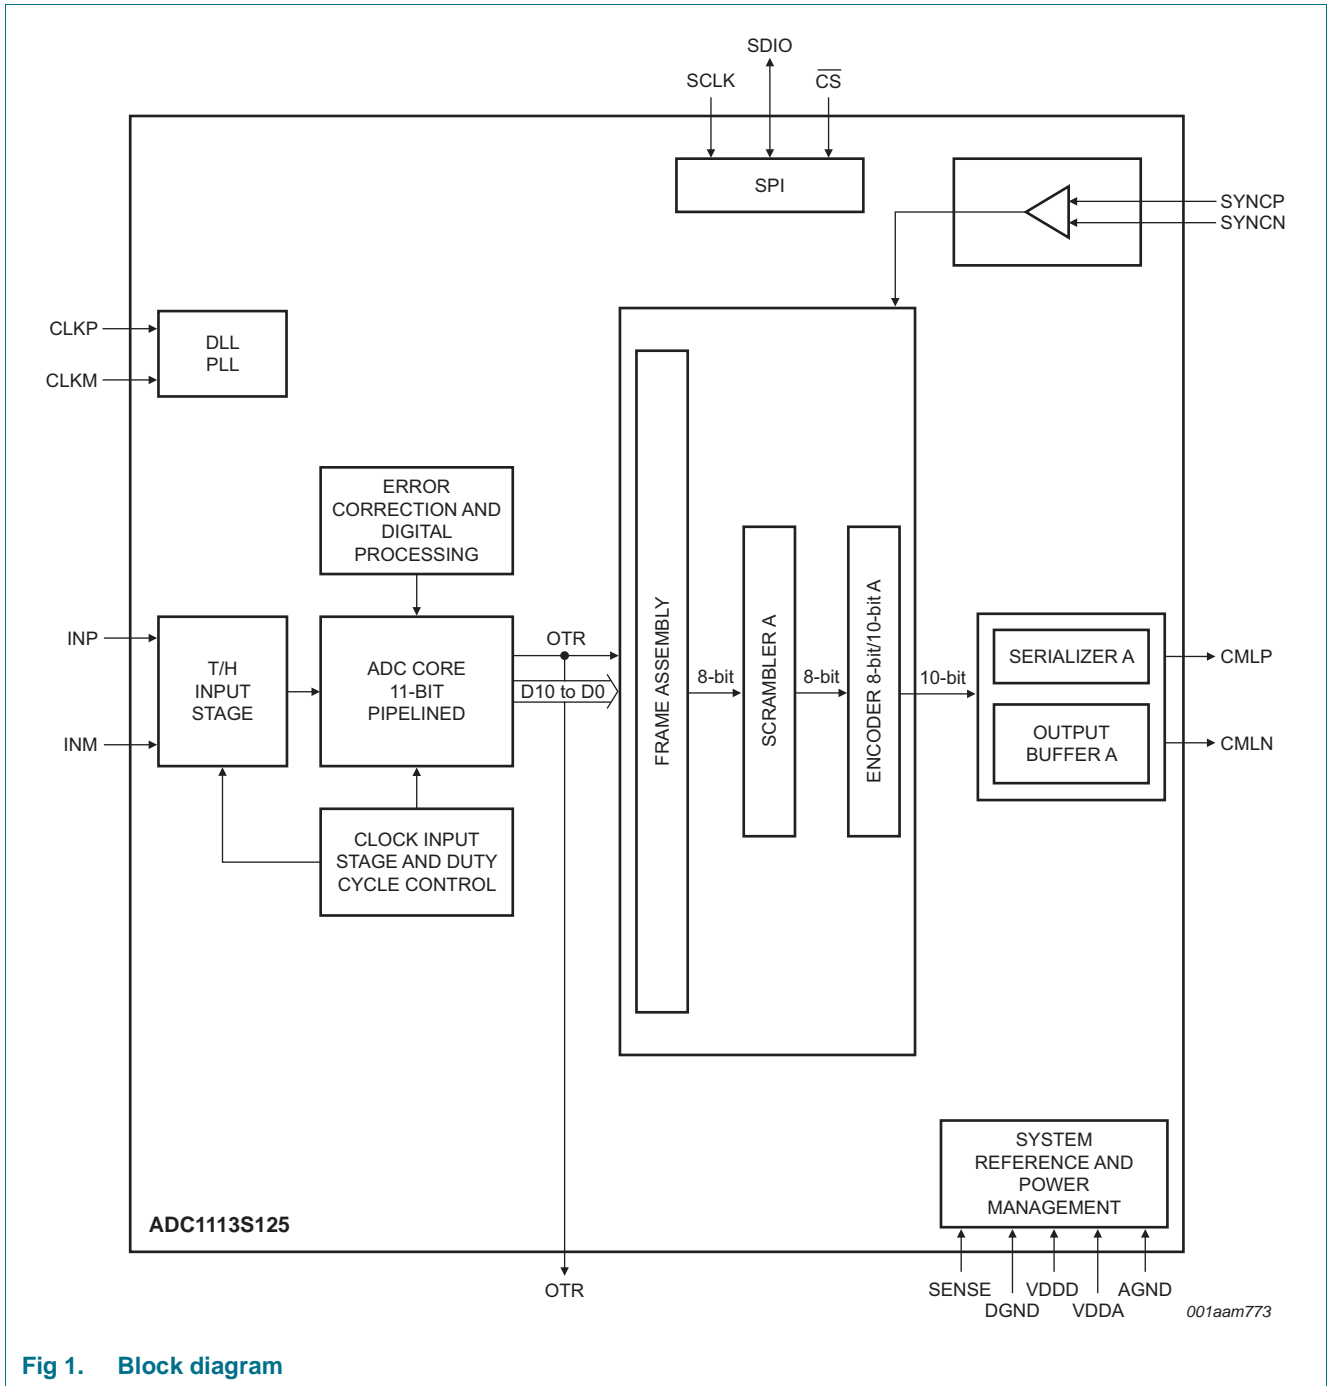 SDIO
SCLK
CS
SPI
SYNCP
SYNCN
CLKP
CLKM
DLL
PLL
ERROR
CORRECTION AND
DIGITAL
PROCESSING
INP
INM
T/H
INPUT
STAGE
ADC CORE
11-BIT
PIPELINED
OTR
D10 to D0
CLOCK INPUT
STAGE AND DUTY
CYCLE CONTROL
FRAME ASSEMBLY
8-bit
SCRAMBLER A
8-bit
ENCODER 8-bit/10-bit A
10-bit
SERIALIZER A
OUTPUT
BUFFER A
CMLP
CMLN
SYSTEM
REFERENCE AND
POWER
MANAGEMENT
ADC1113S125
OTR
SENSE
DGND
VDDD
VDDA
AGND
001aam773
Fig 1. Block diagram